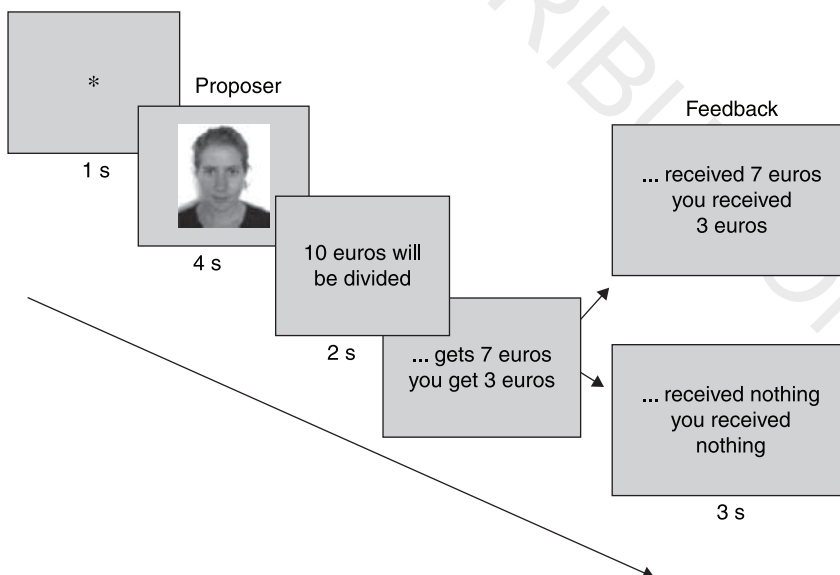 *
1 s
Proposer
4 s
10 euros will
be divided
2 s
... gets 7 euros
you get 3 euros
Feedback
... received 7 euros
you received
3 euros
... received nothing
you received
nothing
3 s